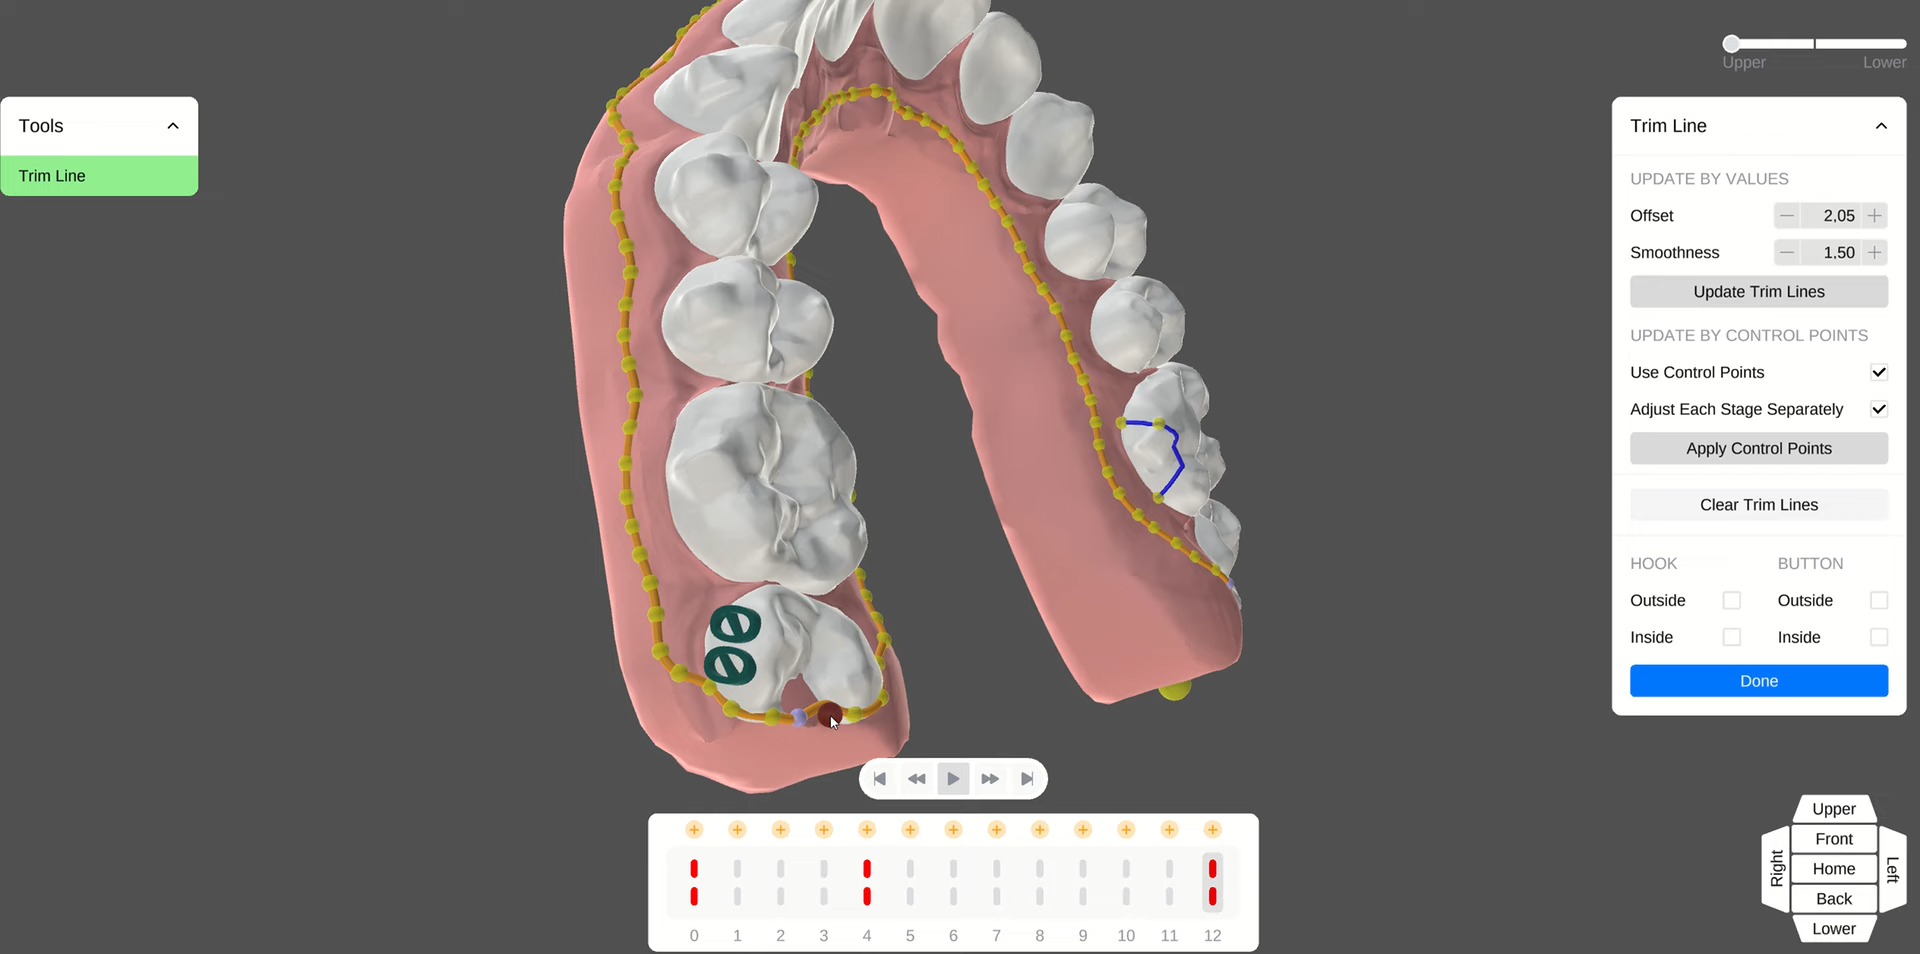 Upper Lower
Tools
Trim Line
Trim Line
UPDATE BY VALUES
Offset 2,05
Smoothness 1,50
Update Trim Lines
UPDATE BY CONTROL POINTS
Use Control Points
Adjust Each Stage Separately
Apply Control Points
Clear Trim Lines
HOOK BUTTON
Outside Outside
Inside Inside
Done
00
00
0 1 2 3 4 5 6 7 8 9 10 11 12
Upper
Front
Right Home Left
Back
Lower